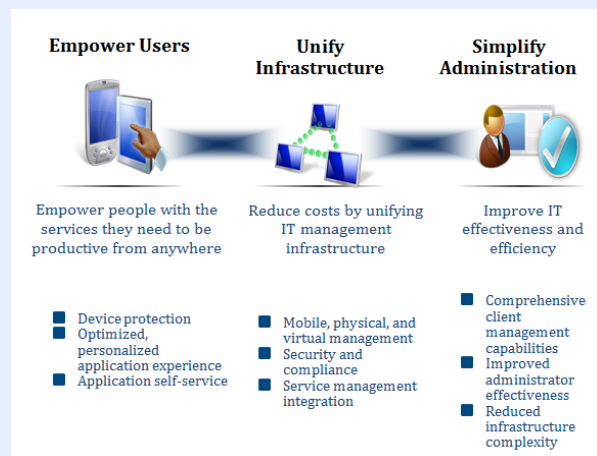 Empower Users
Unify
Infrastructure
Simplify
Administration
Empower people with the
services they need to be
productive from anywhere
Reduce costs by unifying
IT management
infrastructure
Improve IT
effectiveness and
efficiency
Device protection
Optimized,
personalized
application experience
Application self-service
Mobile, physical, and
virtual management
Security and
compliance
Service management
integration
Comprehensive
client
management
capabilities
Improved
administrator
effectiveness
Reduced
infrastructure
complexity